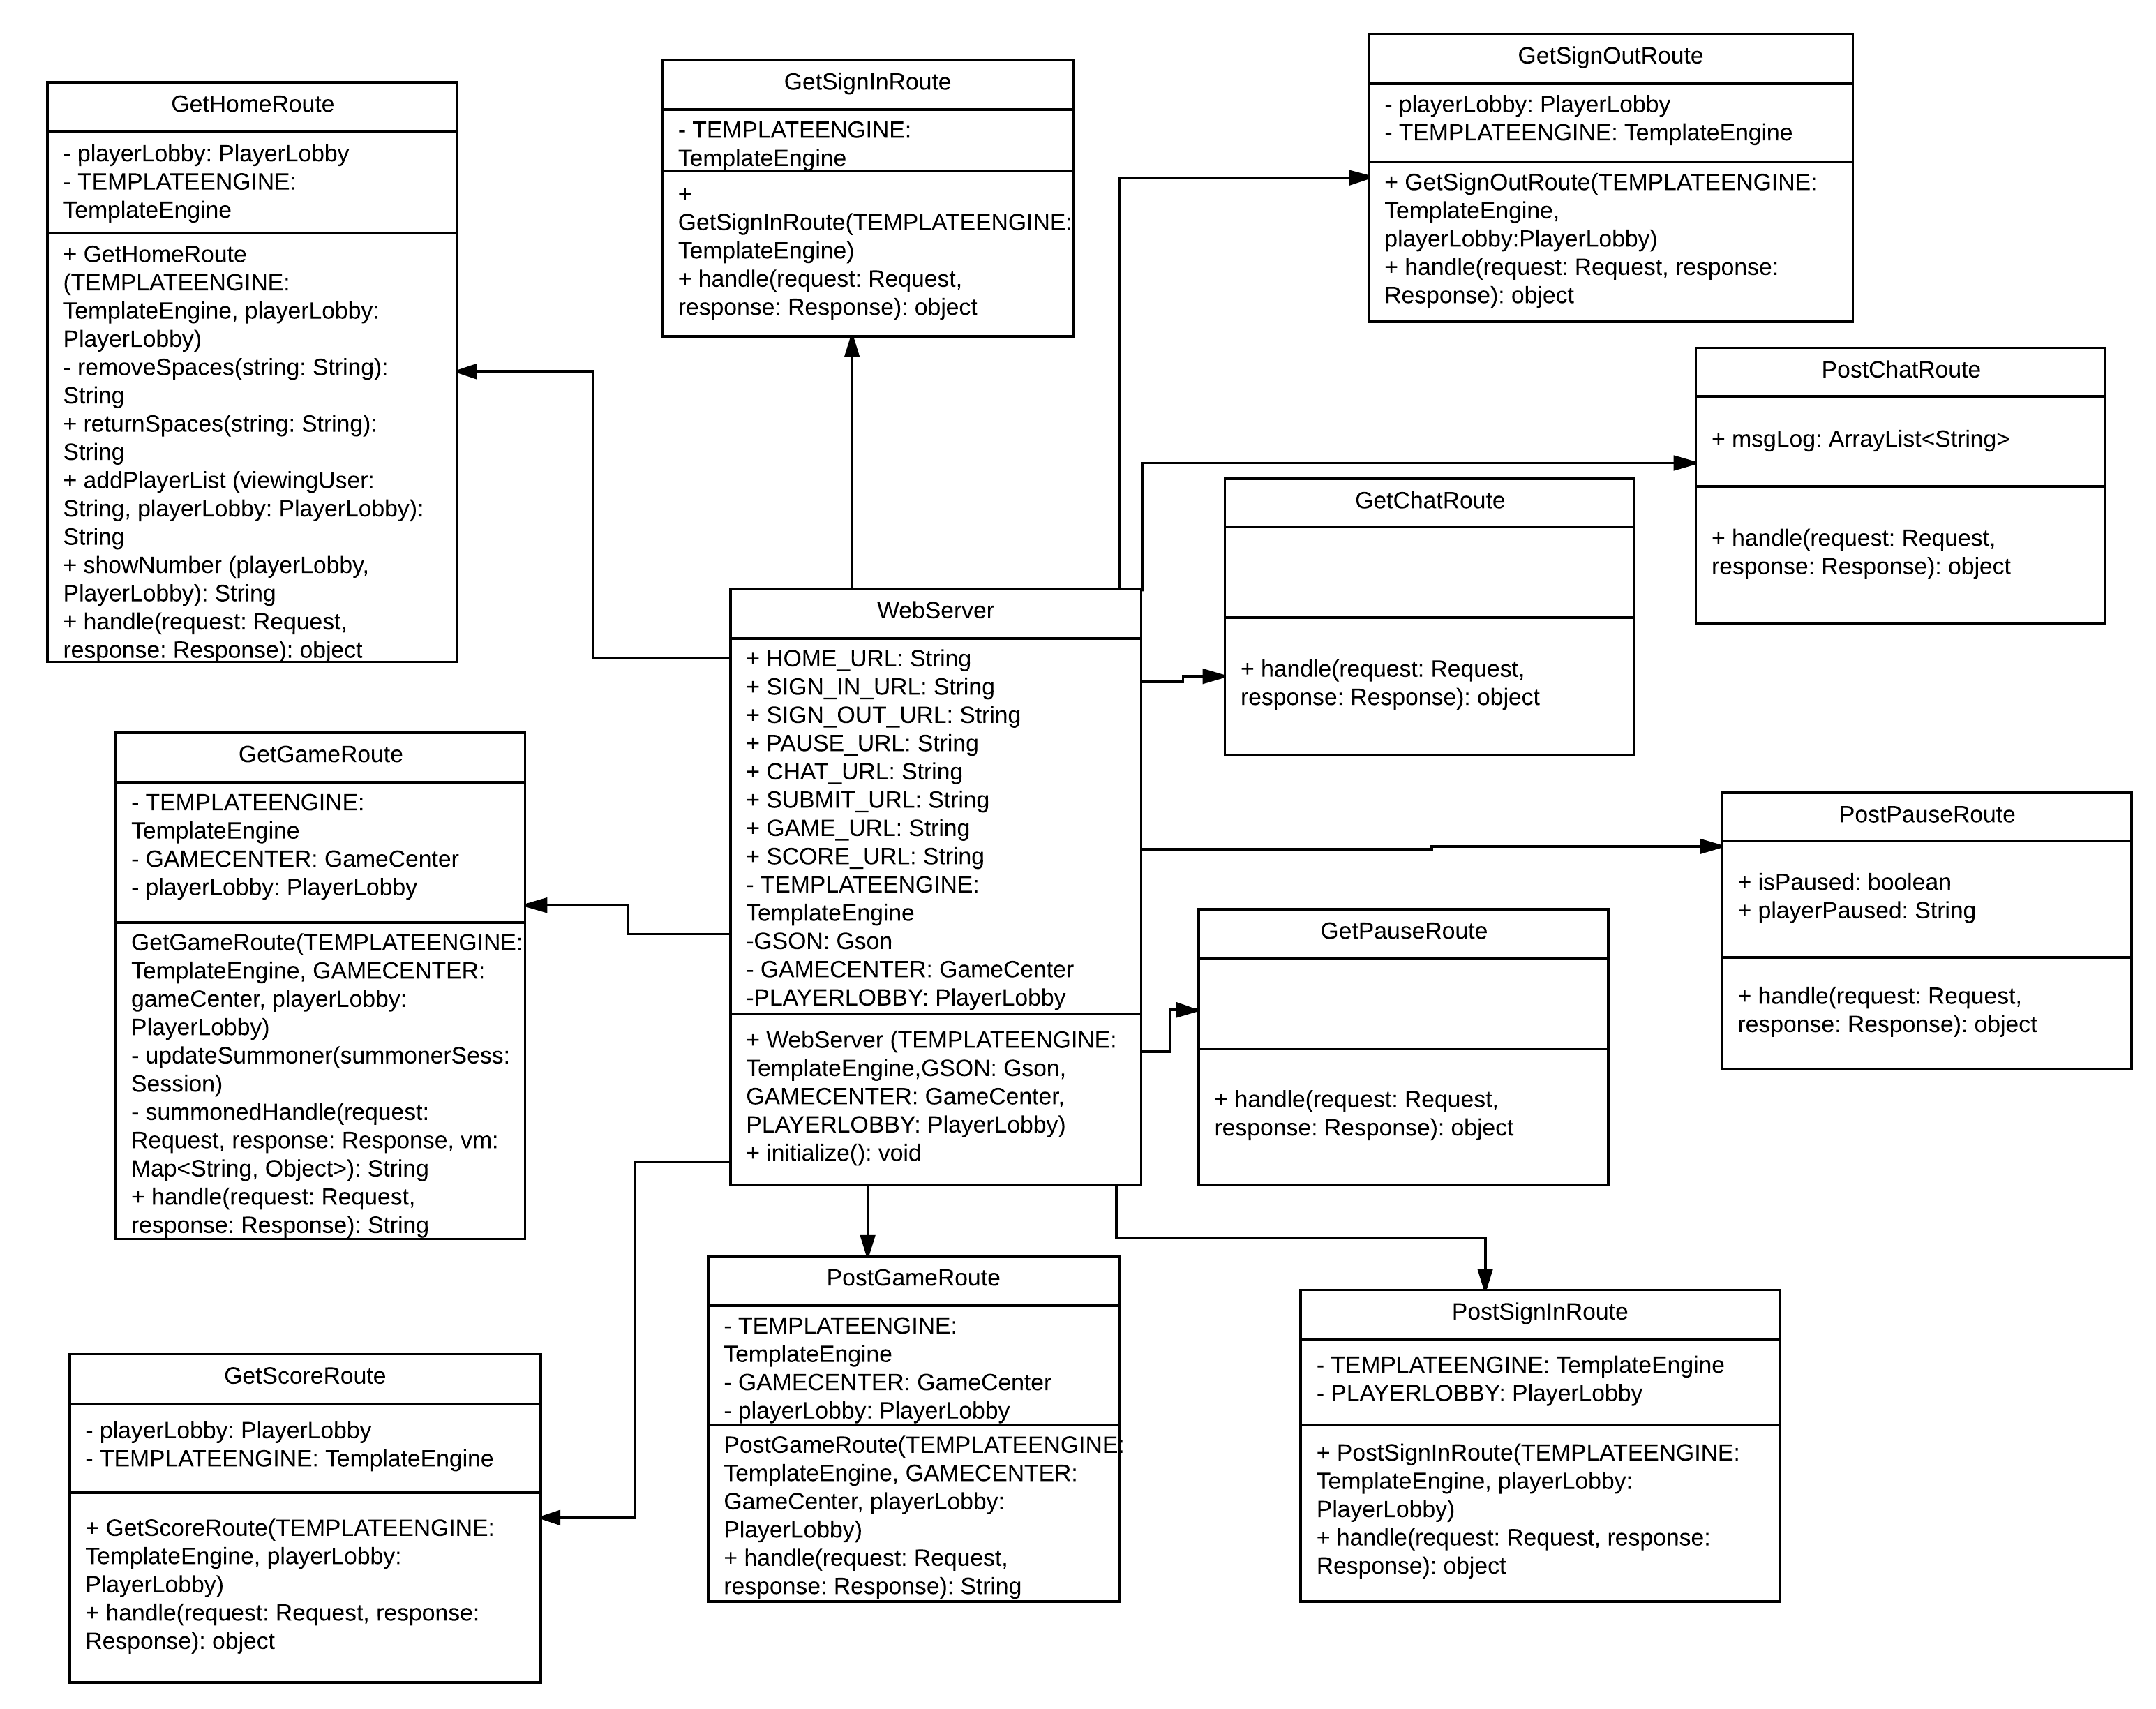 GetHomeRoute
- playerLobby: PlayerLobby
- TEMPLATEENGINE:
TemplateEngine
+ GetHomeRoute
(TEMPLATEENGINE:
TemplateEngine, playerLobby:
PlayerLobby)
- removeSpaces(string: String):
String
+ returnSpaces(string: String):
String
+ addPlayerList (viewingUser:
String, playerLobby: PlayerLobby):
String
+ showNumber (playerLobby,
PlayerLobby): String
+ handle(request: Request,
response: Response): object
GetSignInRoute
- TEMPLATEENGINE:
TemplateEngine
+
GetSignInRoute(TEMPLATEENGINE:
TemplateEngine)
+ handle(request: Request,
response: Response): object
GetSignOutRoute
- playerLobby: PlayerLobby
- TEMPLATEENGINE: TemplateEngine
+ GetSignOutRoute(TEMPLATEENGINE:
TemplateEngine,
playerLobby:PlayerLobby)
+ handle(request: Request, response:
Response): object
PostChatRoute
+ msgLog: ArrayList<String>
+ handle(request: Request,
response: Response): object
GetChatRoute
+ handle(request: Request,
response: Response): object
WebServer
+ HOME_URL: String
+ SIGN_IN_URL: String
+ SIGN_OUT_URL: String
+ PAUSE_URL: String
+ CHAT_URL: String
+ SUBMIT_URL: String
+ GAME_URL: String
+ SCORE_URL: String
- TEMPLATEENGINE:
TemplateEngine
-GSON: Gson
- GAMECENTER: GameCenter
-PLAYERLOBBY: PlayerLobby
+ WebServer (TEMPLATEENGINE:
TemplateEngine,GSON: Gson,
GAMECENTER: GameCenter,
PLAYERLOBBY: PlayerLobby)
+ initialize(): void
GetGameRoute
- TEMPLATEENGINE:
TemplateEngine
- GAMECENTER: GameCenter
- playerLobby: PlayerLobby
GetGameRoute(TEMPLATEENGINE:
TemplateEngine, GAMECENTER:
gameCenter, playerLobby:
PlayerLobby)
- updateSummoner(summonerSess:
Session)
- summonedHandle(request:
Request, response: Response, vm:
Map<String, Object>): String
+ handle(request: Request,
response: Response): String
PostPauseRoute
+ isPaused: boolean
+ playerPaused: String
+ handle(request: Request,
response: Response): object
GetPauseRoute
+ handle(request: Request,
response: Response): object
PostGameRoute
- TEMPLATEENGINE:
TemplateEngine
- GAMECENTER: GameCenter
- playerLobby: PlayerLobby
PostGameRoute(TEMPLATEENGINE:
TemplateEngine, GAMECENTER:
GameCenter, playerLobby:
PlayerLobby)
+ handle(request: Request,
response: Response): String
PostSignInRoute
- TEMPLATEENGINE: TemplateEngine
- PLAYERLOBBY: PlayerLobby
+ PostSignInRoute(TEMPLATEENGINE:
TemplateEngine, playerLobby:
PlayerLobby)
+ handle(request: Request, response:
Response): object
GetScoreRoute
- playerLobby: PlayerLobby
- TEMPLATEENGINE: TemplateEngine
+ GetScoreRoute(TEMPLATEENGINE:
TemplateEngine, playerLobby:
PlayerLobby)
+ handle(request: Request, response:
Response): object